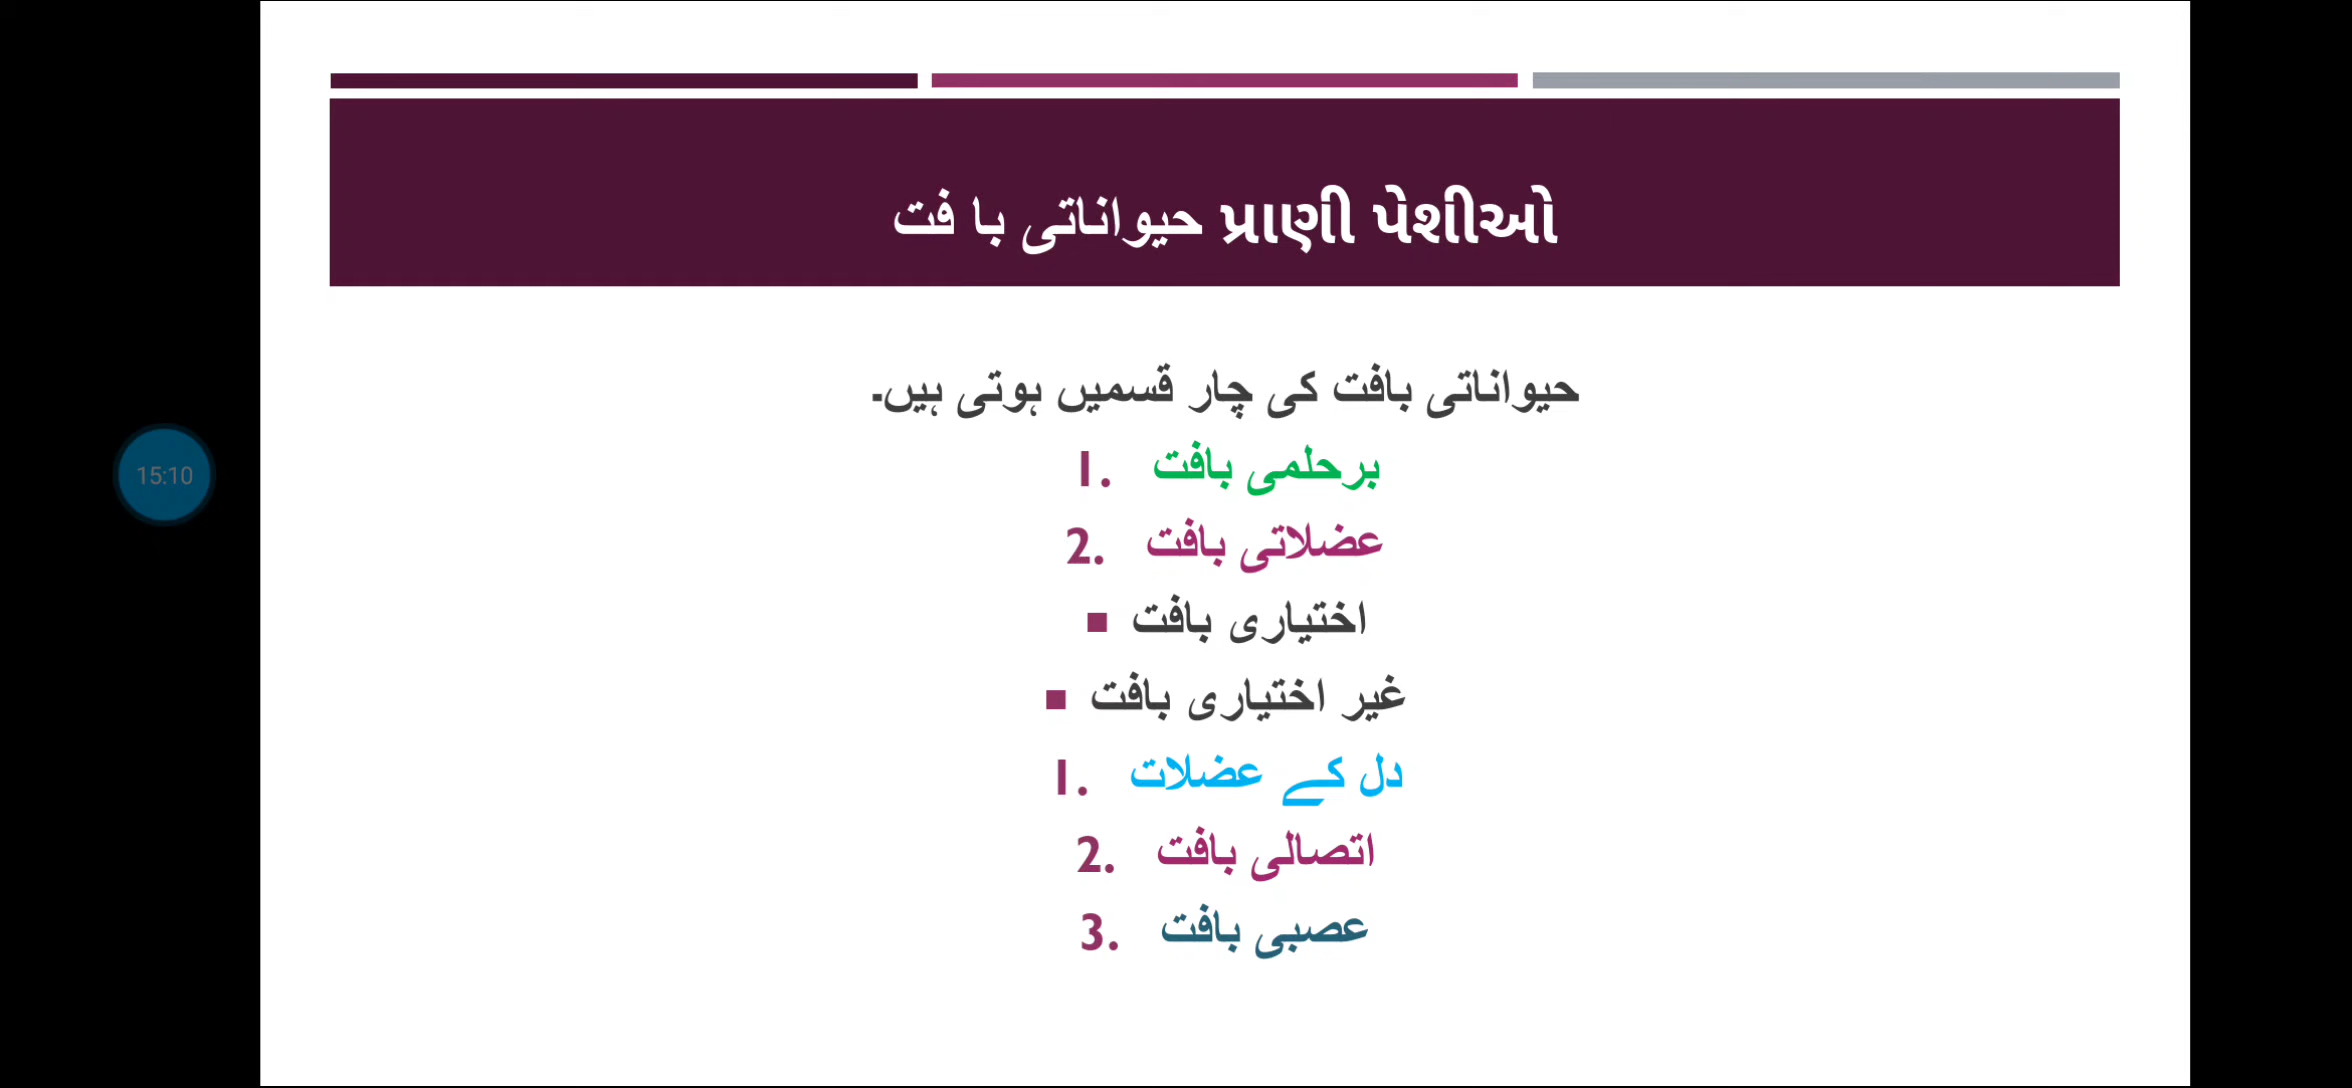 حیواناتی با فت પ્રાણી પેશીઓ
حیواناتی بافت کی چار قسمیں ہوتی ہیں۔
1. برحلمی بافت
2. عضلاتی بافت
▪ اختیاری بافت
▪ غیر اختیاری بافت
1. دل کے عضلات
2. اتصالی بافت
3. عصبی بافت
15:10